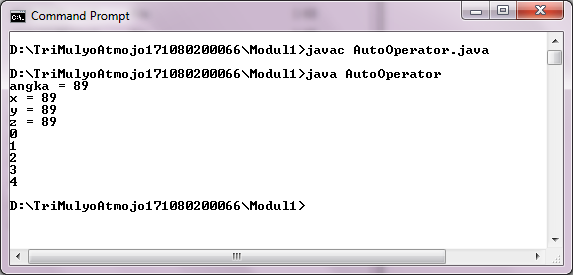 Command Prompt
D:\TriMulyoAtmojo171080200066\Modul1>javac AutoOperator.java
D:\TriMulyoAtmojo171080200066\Modul1>java AutoOperator
angka = 89
x = 89
y = 89
z = 89
0
1
2
3
4
D:\TriMulyoAtmojo171080200066\Modul1>